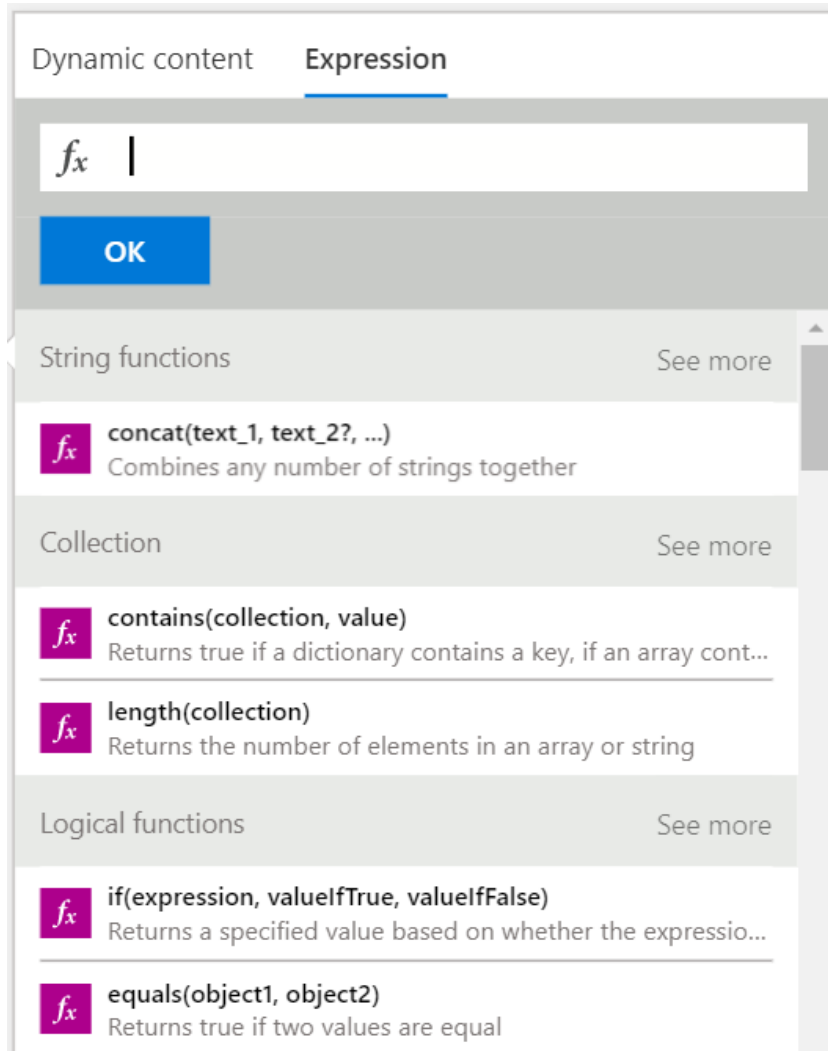 Dynamic content Expression
fx
OK
String functions See more
fx concat(text_1, text_2?, ...)
Combines any number of strings together
Collection See more
fx contains(collection, value)
Returns true if a dictionary contains a key, if an array cont...
fx length(collection)
Returns the number of elements in an array or string
Logical functions See more
fx if(expression, valueIfTrue, valueIfFalse)
Returns a specified value based on whether the expressio...
fx equals(object1, object2)
Returns true if two values are equal